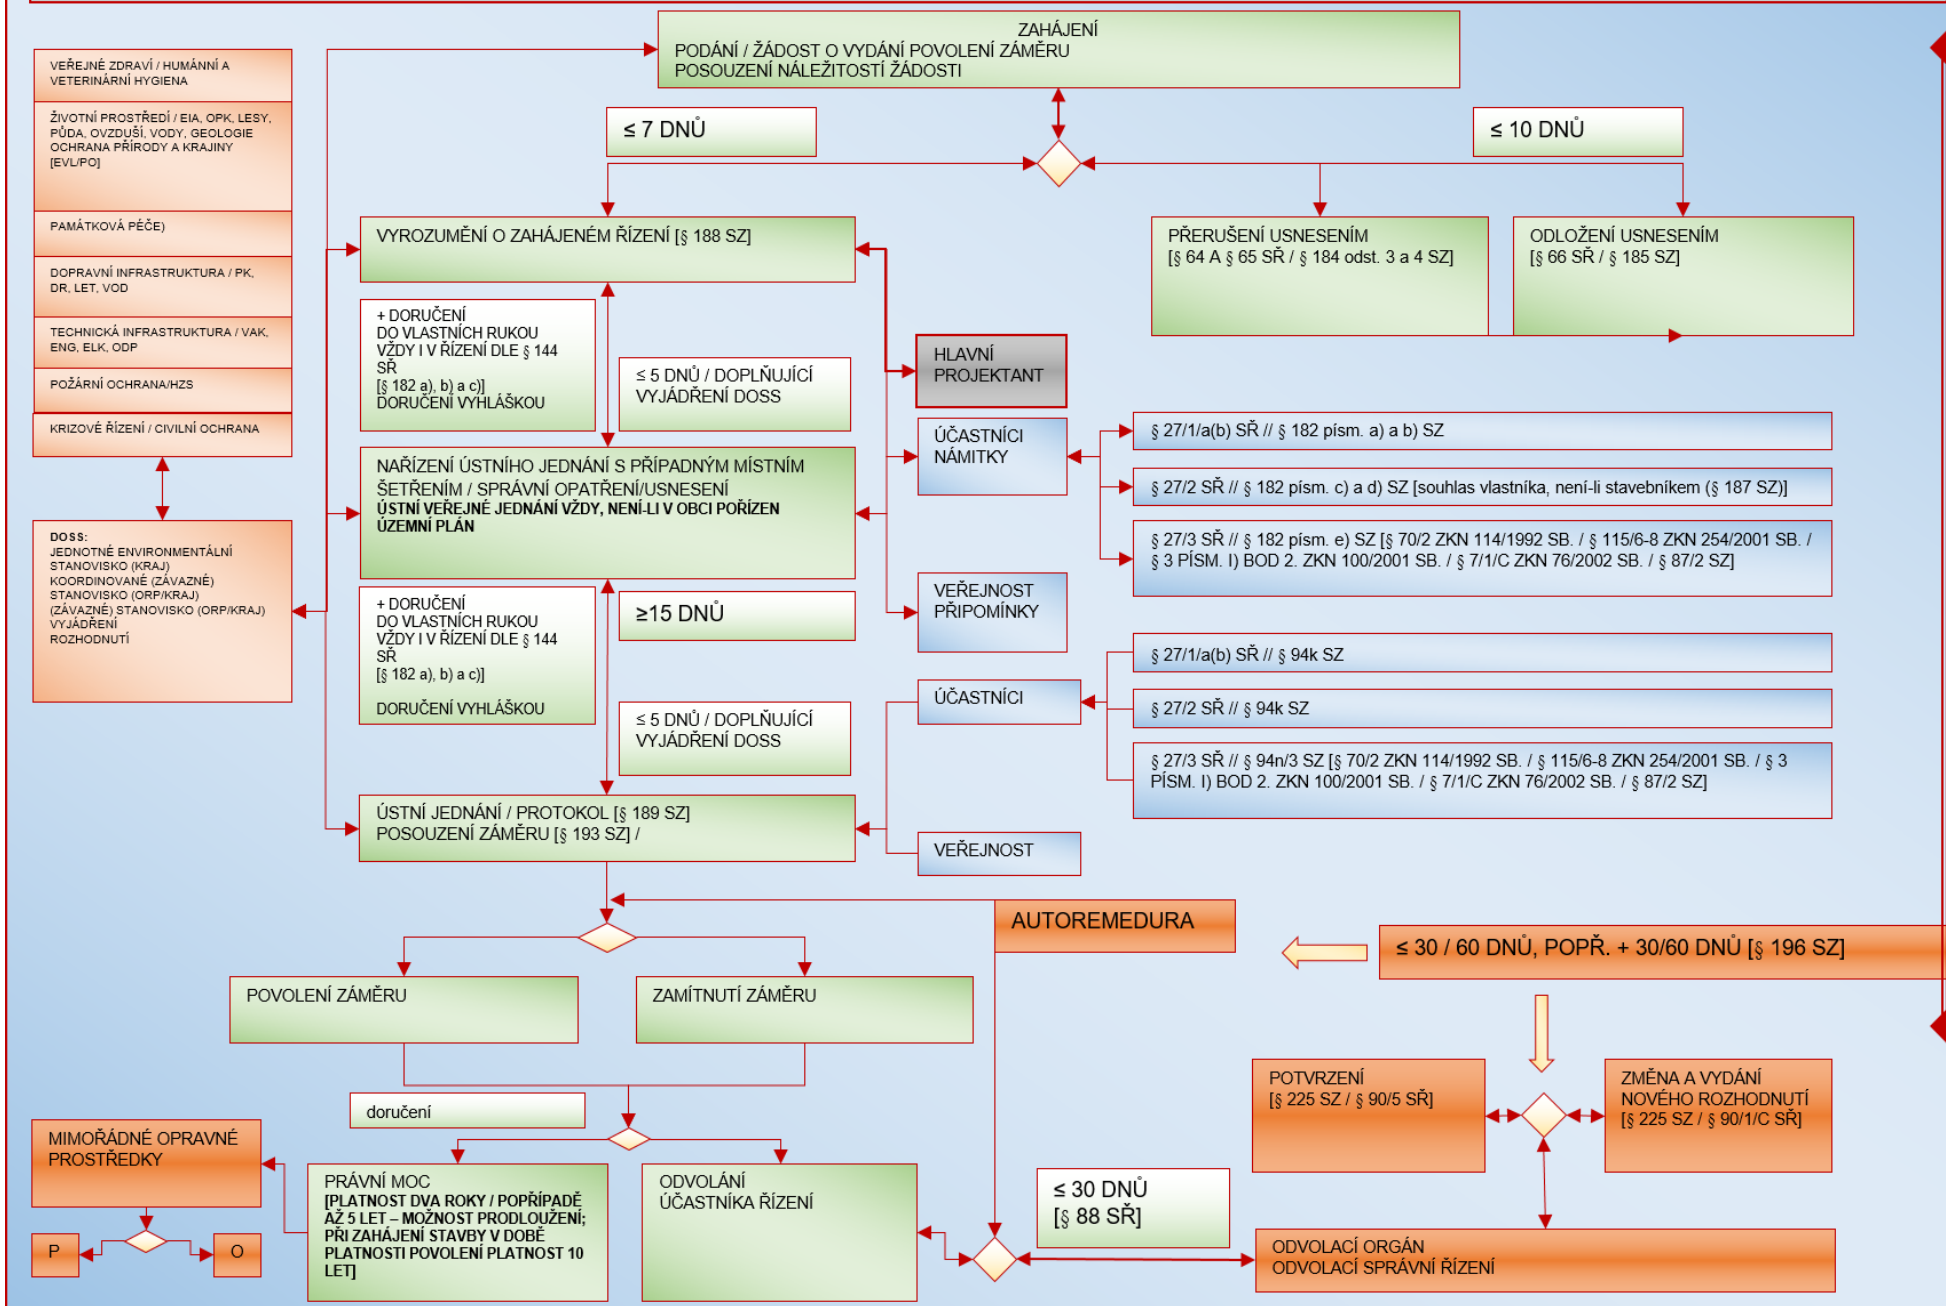 ZAHÁJENÍ
PODÁNÍ / ŽÁDOST O VYDÁNÍ POVOLENÍ ZÁMĚRU
POSOUZENÍ NÁLEŽITOSTÍ ŽÁDOSTI
VEŘEJNÉ ZDRAVÍ / HUMÁNNÍ A
VETERINÁRNÍ HYGIENA
ŽIVOTNÍ PROSTŘEDÍ / EIA, OPK, LESY,
PŮDA, OVZDUŠÍ, VODY, GEOLOGIE
OCHRANA PŘÍRODY A KRAJINY
[EVL/PO]
PAMÁTKOVÁ PÉČE)
DOPRAVNÍ INFRASTRUKTURA / PK,
DR, LET, VOD
TECHNICKÁ INFRASTRUKTURA / VAK,
ENG, ELK, ODP
POŽÁRNÍ OCHRANA/HZS
KRIZOVÉ ŘÍZENÍ / CIVILNÍ OCHRANA
DOSS:
JEDNOTNÉ ENVIRONMENTÁLNÍ
STANOVISKO (KRAJ)
KOORDINOVANÉ (ZÁVAZNÉ)
STANOVISKO (ORP/KRAJ)
(ZÁVAZNÉ) STANOVISKO (ORP/KRAJ)
VYJÁDŘENÍ
ROZHODNUTÍ
≤ 7 DNŮ
≤ 10 DNŮ
VYROZUMĚNÍ O ZAHÁJENÉM ŘÍZENÍ [§ 188 SZ]
PŘERUŠENÍ USNESENÍM
[§ 64 A § 65 SŘ / § 184 odst. 3 a 4 SZ]
ODLOŽENÍ USNESENÍM
[§ 66 SŘ / § 185 SZ]
+ DORUČENÍ
DO VLASTNÍCH RUKOU
VŽDY I V ŘÍZENÍ DLE § 144
SŘ
[§ 182 a), b) a c)]
DORUČENÍ VYHLÁŠKOU
≤ 5 DNŮ / DOPLŇUJÍCÍ
VYJÁDŘENÍ DOSS
HLAVNÍ
PROJEKTANT
ÚČASTNÍCI
NÁMITKY
§ 27/1/a(b) SŘ // § 182 písm. a) a b) SZ
§ 27/2 SŘ // § 182 písm. c) a d) SZ [souhlas vlastníka, není-li stavebníkem (§ 187 SZ)]
§ 27/3 SŘ // § 182 písm. e) SZ [§ 70/2 ZKN 114/1992 SB. / § 115/6-8 ZKN 254/2001 SB. /
§ 3 PÍSM. I) BOD 2. ZKN 100/2001 SB. / § 7/1/C ZKN 76/2002 SB. / § 87/2 SZ]
NAŘÍZENÍ ÚSTNÍHO JEDNÁNÍ S PŘÍPADNÝM MÍSTNÍM
ŠETŘENÍM / SPRÁVNÍ OPATŘENÍ/USNESENÍ
ÚSTNÍ VEŘEJNÉ JEDNÁNÍ VŽDY, NENÍ-LI V OBCI POŘÍZEN
ÚZEMNÍ PLÁN
+ DORUČENÍ
DO VLASTNÍCH RUKOU
VŽDY I V ŘÍZENÍ DLE § 144
SŘ
[§ 182 a), b) a c)]
DORUČENÍ VYHLÁŠKOU
≥15 DNŮ
VEŘEJNOST
PŘIPOMÍNKY
≤ 5 DNŮ / DOPLŇUJÍCÍ
VYJÁDŘENÍ DOSS
ÚČASTNÍCI
§ 27/1/a(b) SŘ // § 94k SZ
§ 27/2 SŘ // § 94k SZ
§ 27/3 SŘ // § 94n/3 SZ [§ 70/2 ZKN 114/1992 SB. / § 115/6-8 ZKN 254/2001 SB. / § 3
PÍSM. I) BOD 2. ZKN 100/2001 SB. / § 7/1/C ZKN 76/2002 SB. / § 87/2 SZ]
ÚSTNÍ JEDNÁNÍ / PROTOKOL [§ 189 SZ]
POSOUZENÍ ZÁMĚRU [§ 193 SZ] /
VEŘEJNOST
AUTOREMEDURA
≤ 30 / 60 DNŮ, POPŘ. + 30/60 DNŮ [§ 196 SZ]
POVOLENÍ ZÁMĚRU
ZAMÍTNUTÍ ZÁMĚRU
doručení
POTVRZENÍ
[§ 225 SZ / § 90/5 SŘ]
ZMĚNA A VYDÁNÍ
NOVÉHO ROZHODNUTÍ
[§ 225 SZ / § 90/1/C SŘ]
MIMOŘÁDNÉ OPRAVNÉ
PROSTŘEDKY
P
O
PRÁVNÍ MOC
[PLATNOST DVA ROKY / POPŘÍPADĚ
AŽ 5 LET – MOŽNOST PRODLOUŽENÍ;
PŘI ZAHÁJENÍ STAVBY V DOBĚ
PLATNOSTI POVOLENÍ PLATNOST 10
LET]
ODVOLÁNÍ
ÚČASTNÍKA ŘÍZENÍ
≤ 30 DNŮ
[§ 88 SŘ]
ODVOLACÍ ORGÁN
ODVOLACÍ SPRÁVNÍ ŘÍZENÍ